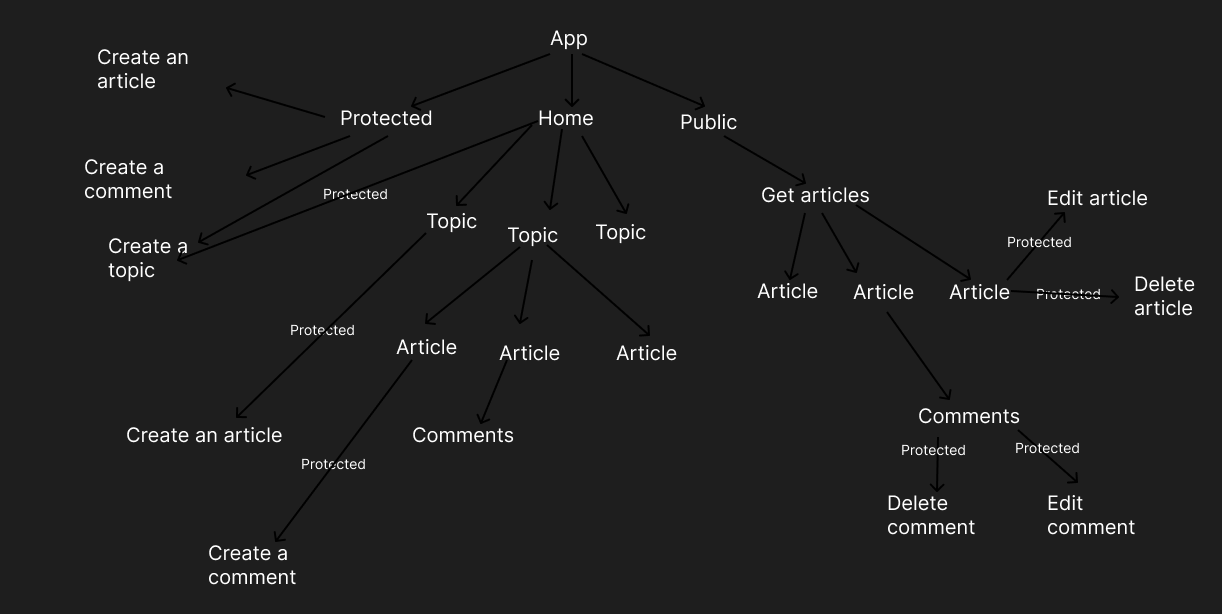 App
Create an
article
Protected
Home
Public
Create a
comment
Protected
Get articles
Edit article
Topic
Topic
Topic
Create a
topic
Protected
Article
Article
Article
Protected
Delete
article
Protected
Article
Article
Article
Create an article
Comments
Comments
Protected
Protected
Protected
Delete
comment
Edit
comment
Create a
comment